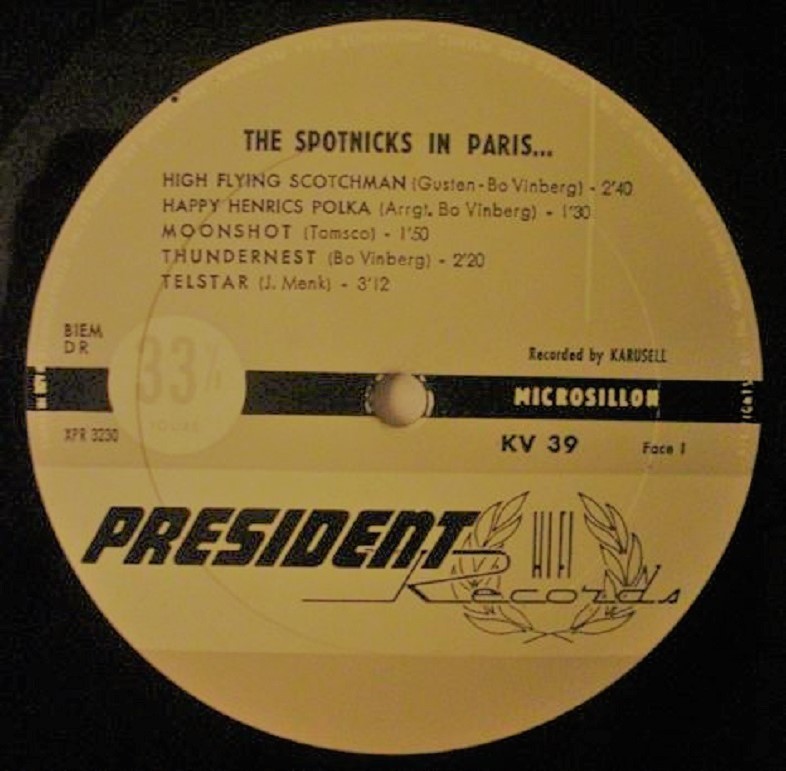 THE SPOTNICKS IN PARIS...
HIGH FLYING SCOTCHMAN (Gusten-Bo Vinberg) - 2'40
HAPPY HENRICS POLKA (Arrgt. Bo Vinberg) - 1'30
MOONSHOT (Tomsco) - 1'50
THUNDERNEST (Bo Vinberg) - 2'20
TELSTAR (J. Menk) - 3'12
BIEM
DR
Recorded by KARUSELL
33⅓
TOURS
MICROSILLON
XPR 3230
KV 39
Face 1
PRESIDENT
HIFI
Records